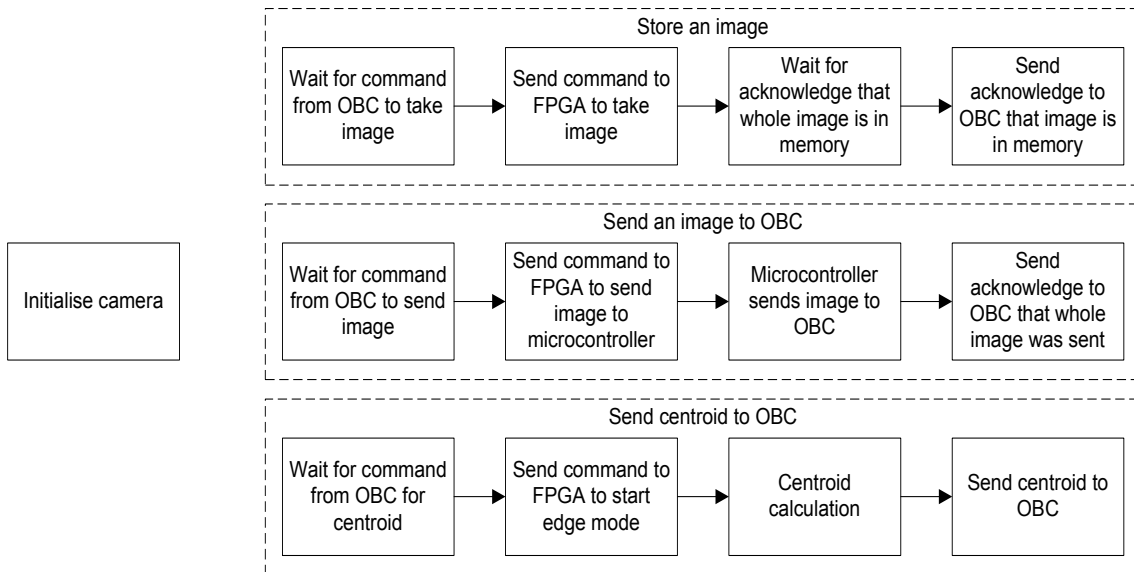 Store an image
Wait for command
from OBC to take
image
Send command to
FPGA to take
image
Wait for
acknowledge that
whole image is in
memory
Send
acknowledge to
OBC that image is
in memory
Initialise camera
Send an image to OBC
Wait for command
from OBC to send
image
Send command to
FPGA to send
image to
microcontroller
Microcontroller
sends image to
OBC
Send
acknowledge to
OBC that whole
image was sent
Send centroid to OBC
Wait for command
from OBC for
centroid
Send command to
FPGA to start
edge mode
Centroid
calculation
Send centroid to
OBC